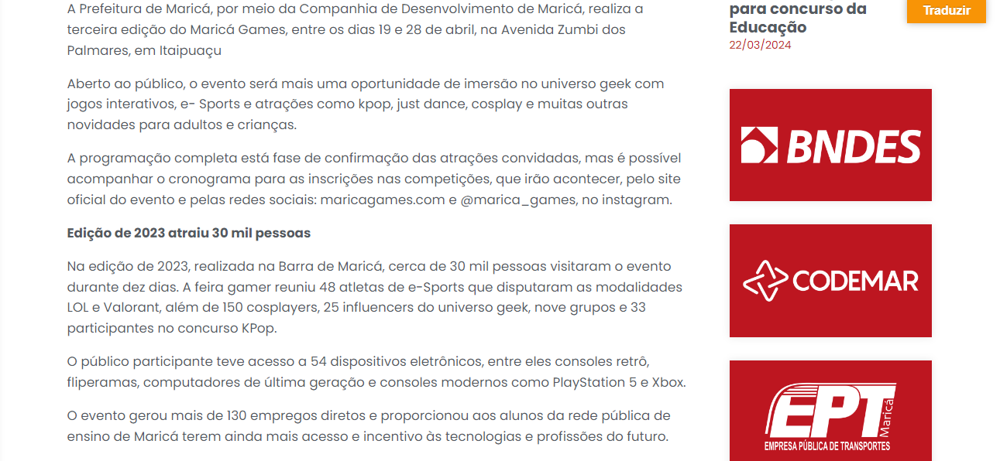 A Prefeitura de Maricá, por meio da Companhia de Desenvolvimento de Maricá, realiza a
terceira edição do Maricá Games, entre os dias 19 e 28 de abril, na Avenida Zumbi dos
Palmares, em Itaipuaçu
Aberto ao público, o evento será mais uma oportunidade de imersão no universo geek com
jogos interativos, e- Sports e atrações como kpop, just dance, cosplay e muitas outras
novidades para adultos e crianças.
A programação completa está fase de confirmação das atrações convidadas, mas é possível
acompanhar o cronograma para as inscrições nas competições, que irão acontecer, pelo site
oficial do evento e pelas redes sociais: maricagames.com e @marica_games, no instagram.
Edição de 2023 atraiu 30 mil pessoas
Na edição de 2023, realizada na Barra de Maricá, cerca de 30 mil pessoas visitaram o evento
durante dez dias. A feira gamer reuniu 48 atletas de e-Sports que disputaram as modalidades
LOL e Valorant, além de 150 cosplayers, 25 influencers do universo geek, nove grupos e 33
participantes no concurso KPop.
O público participante teve acesso a 54 dispositivos eletrônicos, entre eles consoles retrô,
fliperamas, computadores de última geração e consoles modernos como PlayStation 5 e Xbox.
O evento gerou mais de 130 empregos diretos e proporcionou aos alunos da rede pública de
ensino de Maricá terem ainda mais acesso e incentivo às tecnologias e profissões do futuro.
para concurso da
Educação
22/03/2024
Traduzir
BNDES
CODEMAR
EPT
Maricá
EMPRESA PÚBLICA DE TRANSPORTES